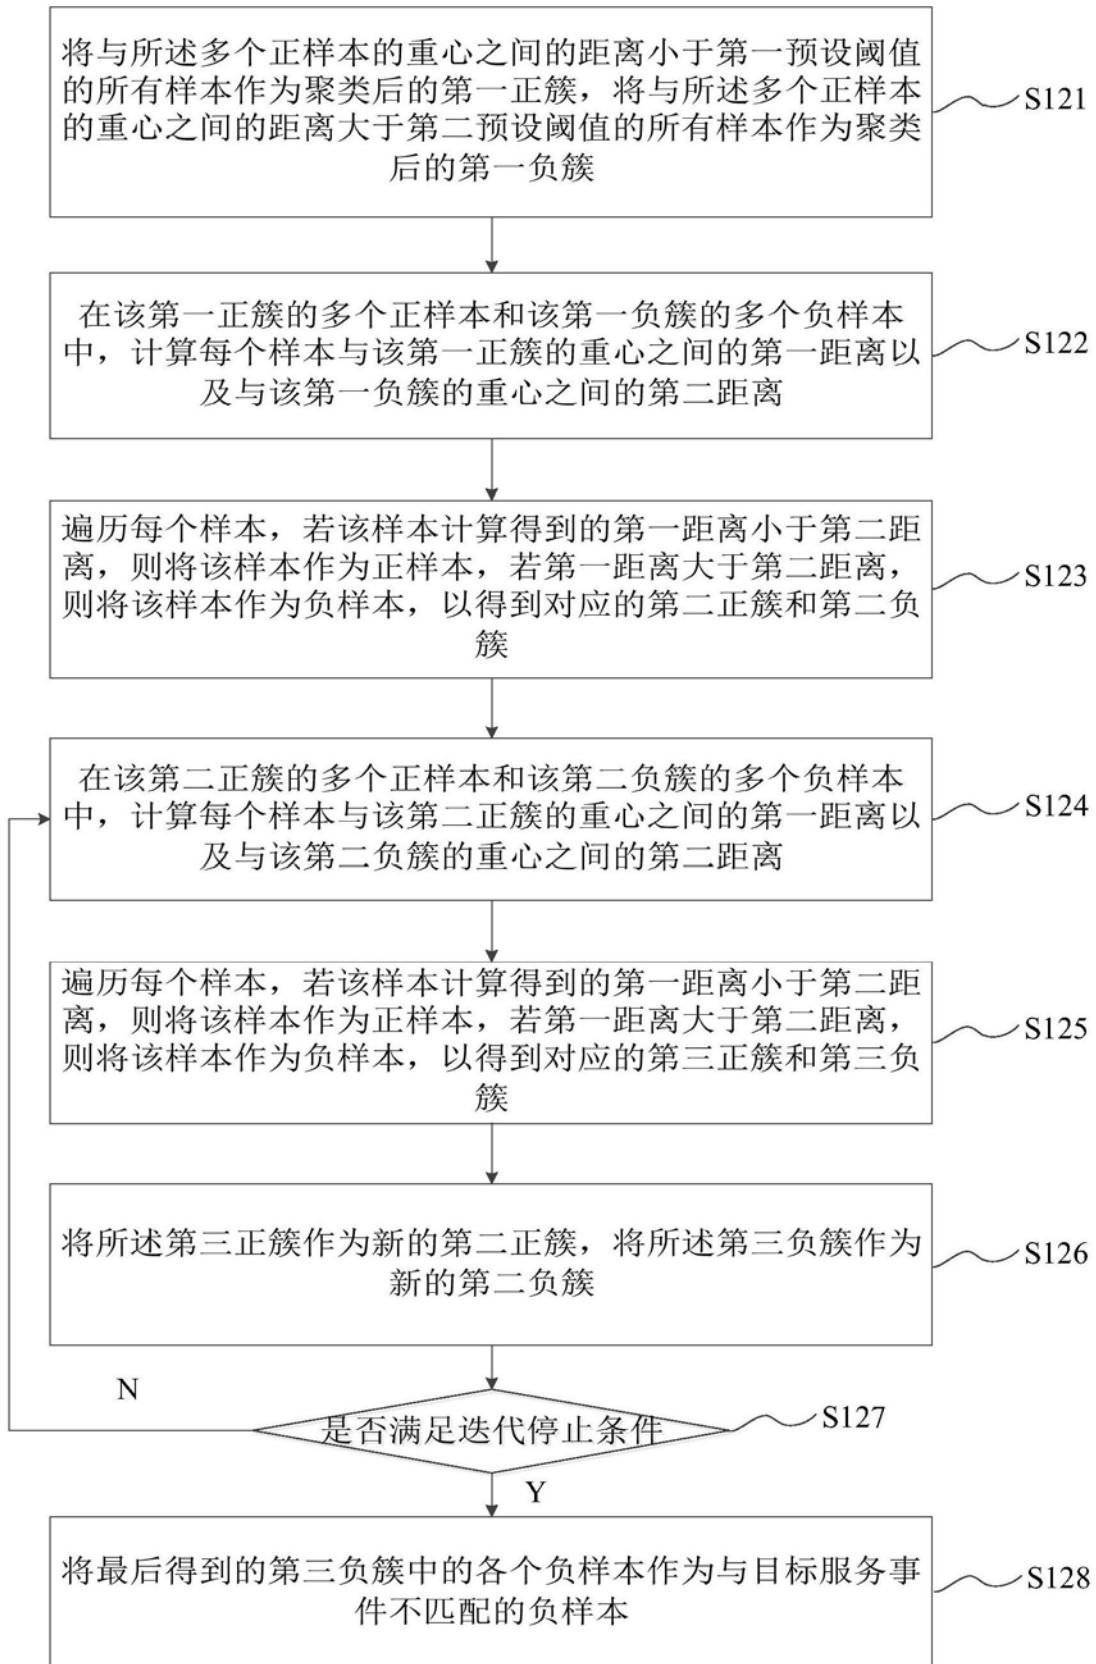 将与所述多个正样本的重心之间的距离小于第一预设阈值
的所有样本作为聚类后的第一正簇，将与所述多个正样本
的重心之间的距离大于第二预设阈值的所有样本作为聚类
后的第一负簇
S121
在该第一正簇的多个正样本和该第一负簇的多个负样本
中，计算每个样本与该第一正簇的重心之间的第一距离以
及与该第一负簇的重心之间的第二距离
S122
遍历每个样本，若该样本计算得到的第一距离小于第二距
离，则将该样本作为正样本，若第一距离大于第二距离，
则将该样本作为负样本，以得到对应的第二正簇和第二负
簇
S123
在该第二正簇的多个正样本和该第二负簇的多个负样本
中，计算每个样本与该第二正簇的重心之间的第一距离以
及与该第二负簇的重心之间的第二距离
S124
遍历每个样本，若该样本计算得到的第一距离小于第二距
离，则将该样本作为正样本，若第一距离大于第二距离，
则将该样本作为负样本，以得到对应的第三正簇和第三负
簇
S125
将所述第三正簇作为新的第二正簇，将所述第三负簇作为
新的第二负簇
S126
N
是否满足迭代停止条件
S127
Y
将最后得到的第三负簇中的各个负样本作为与目标服务事
件不匹配的负样本
S128